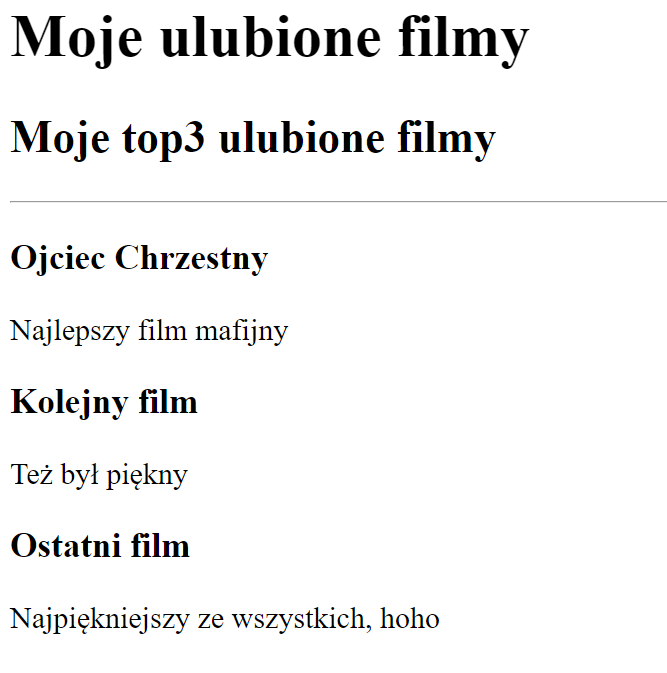 Moje ulubione filmy
Moje top3 ulubione filmy
Ojciec Chrzestny
Najlepszy film mafijny
Kolejny film
Też był piękny
Ostatni film
Najpiękniejszy ze wszystkich, hoho